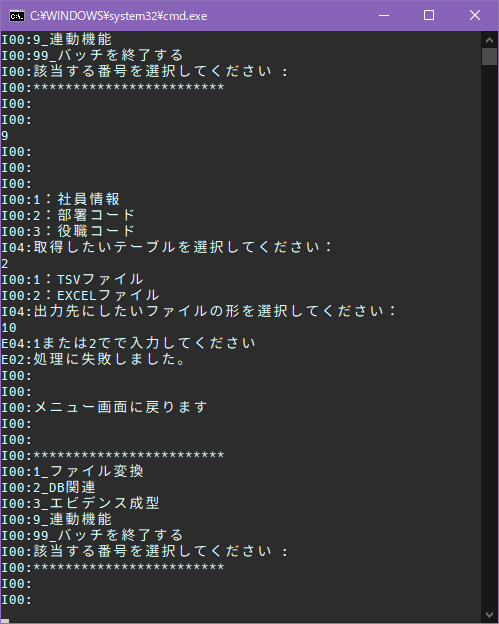 C:¥WINDOWS¥system32¥cmd.exe
I00:9_連動機能
I00:99_バッチを終了する
I00:該当する番号を選択してください :
I00:************************
I00:
I00:
9
I00:
I00:
I00:
I00:1：社員情報
I00:2：部署コード
I00:3：役職コード
I04:取得したいテーブルを選択してください：
2
I00:1：TSVファイル
I00:2：EXCELファイル
I04:出力先にしたいファイルの形を選択してください：
10
E04:1または2でで入力してください
E02:処理に失敗しました。
I00:
I00:
I00:メニュー画面に戻ります
I00:
I00:
I00:************************
I00:1_ファイル変換
I00:2_DB関連
I00:3_エビデンス成型
I00:9_連動機能
I00:99_バッチを終了する
I00:該当する番号を選択してください :
I00:************************
I00:
I00: